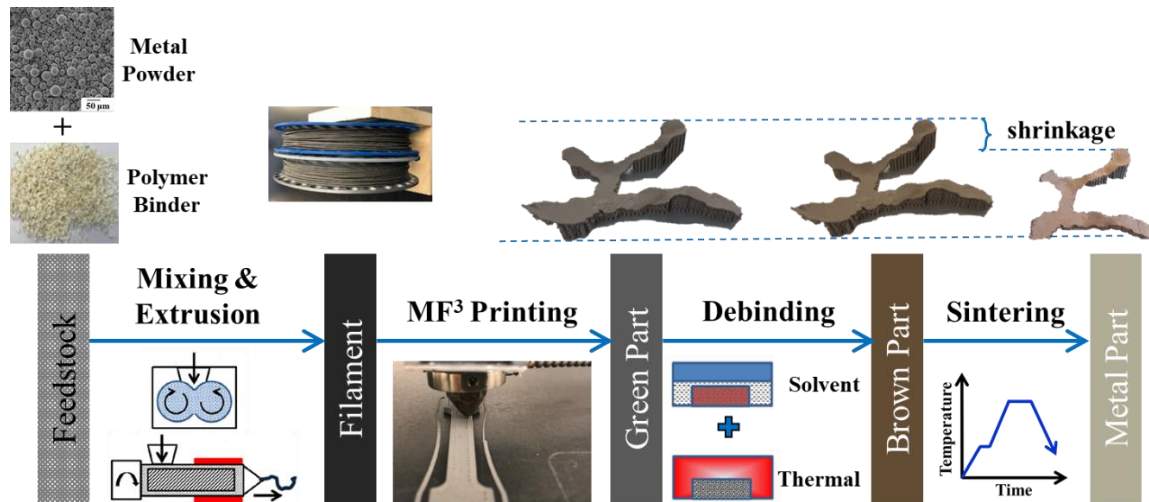 Metal
Powder
50 µm
+
Polymer
Binder
shrinkage
Feedstock
Mixing &
Extrusion
Filament
MF³ Printing
Green Part
Debinding
Solvent
Thermal
Brown Part
Sintering
Temperature
Time
Metal Part